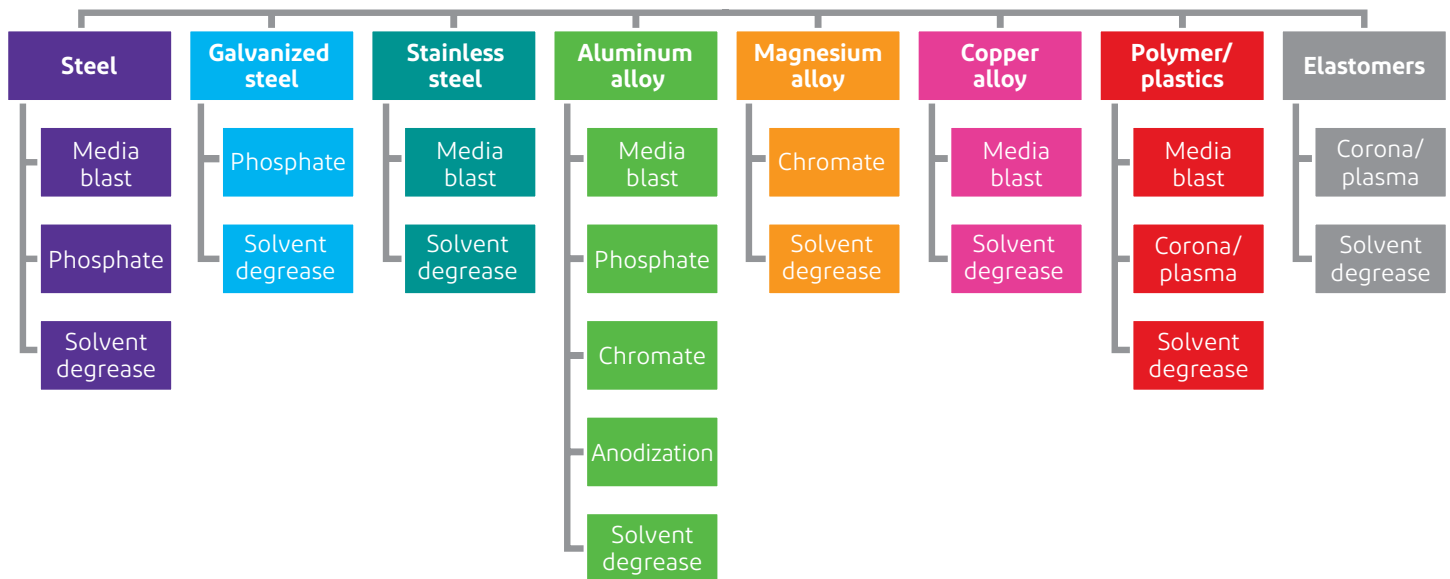 Steel
Media
blast
Phosphate
Solvent
degrease
Galvanized
steel
Phosphate
Solvent
degrease
Stainless
steel
Media
blast
Solvent
degrease
Aluminum
alloy
Media
blast
Phosphate
Chromate
Anodization
Solvent
degrease
Magnesium
alloy
Chromate
Solvent
degrease
Copper
alloy
Media
blast
Solvent
degrease
Polymer/
plastics
Media
blast
Corona/
plasma
Solvent
degrease
Elastomers
Corona/
plasma
Solvent
degrease